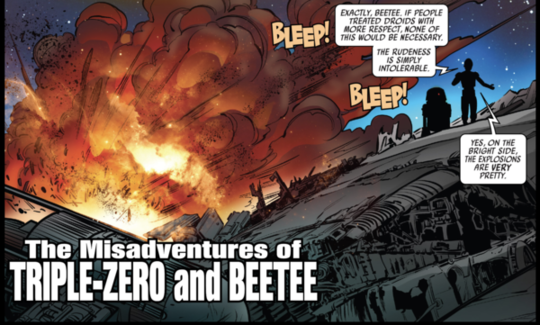 BLEEP!
EXACTLY, BEETEE. IF PEOPLE
TREATED DROIDS WITH
MORE RESPECT, NONE OF
THIS WOULD BE NECESSARY.
THE RUDENESS
IS SIMPLY
INTOLERABLE.
BLEEP!
YES, ON THE
BRIGHT SIDE,
THE EXPLOSIONS
ARE VERY
PRETTY.
The Misadventures of
TRIPLE-ZERO and BEETEE